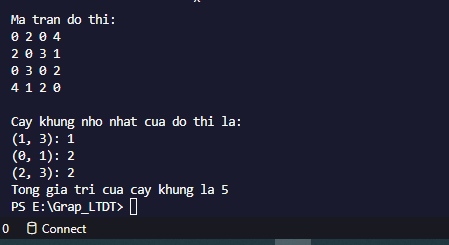 Ma tran do thi:
0 2 0 4
2 0 3 1
0 3 0 2
4 1 2 0
Cay khung nho nhat cua do thi la:
(1, 3): 1
(0, 1): 2
(2, 3): 2
Tong gia tri cua cay khung la 5
PS E:\Grap_LTDT>
0 Connect